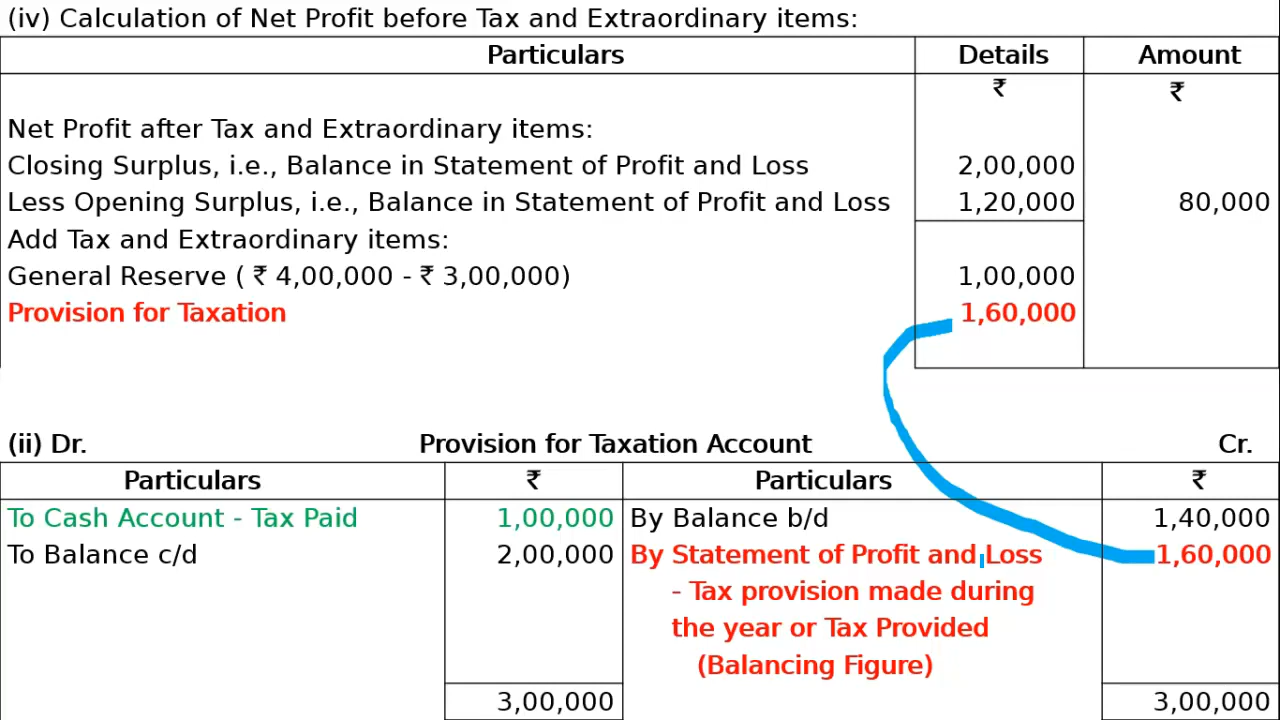 (iv) Calculation of Net Profit before Tax and Extraordinary items:
Particulars Details Amount
₹ ₹
Net Profit after Tax and Extraordinary items:
Closing Surplus, i.e., Balance in Statement of Profit and Loss 2,00,000
Less Opening Surplus, i.e., Balance in Statement of Profit and Loss 1,20,000 80,000
Add Tax and Extraordinary items:
General Reserve ( ₹ 4,00,000 - ₹ 3,00,000) 1,00,000
Provision for Taxation 1,60,000
(ii) Dr. Provision for Taxation Account Cr.
Particulars ₹ Particulars ₹
To Cash Account - Tax Paid 1,00,000 By Balance b/d 1,40,000
To Balance c/d 2,00,000 By Statement of Profit and Loss 1,60,000
- Tax provision made during
the year or Tax Provided
(Balancing Figure)
3,00,000 3,00,000